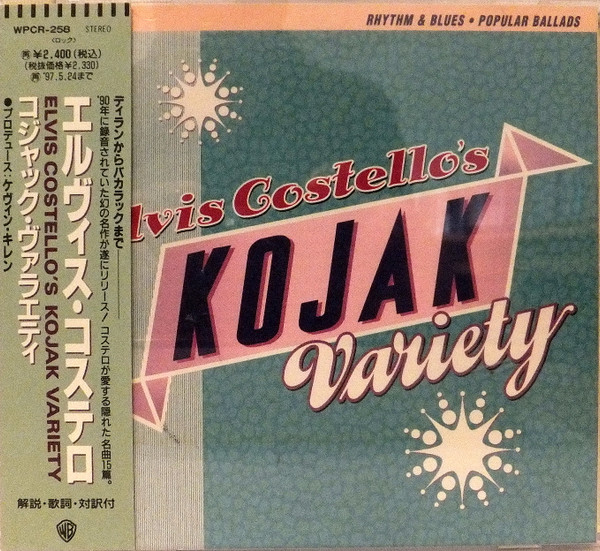 WPCR-258 STEREO
〈ロック〉
再¥2,400(税込)
(税抜価格¥2,330)
再'97.5.24まで
ディランからバカラックまで
'90年に録音されていた幻の名作が遂にリリース! コステロが愛する隠れた名曲15篇。
エルヴィス・コステロ
ELVIS COSTELLO'S KOJAK VARIETY
コジャック・ヴァラエティ
●プロデュース:ケヴィン・キレン
解説・歌詞・対訳付
WB
RHYTHM & BLUES • POPULAR BALLADS
lvis Costello's
KOJAK
Variety